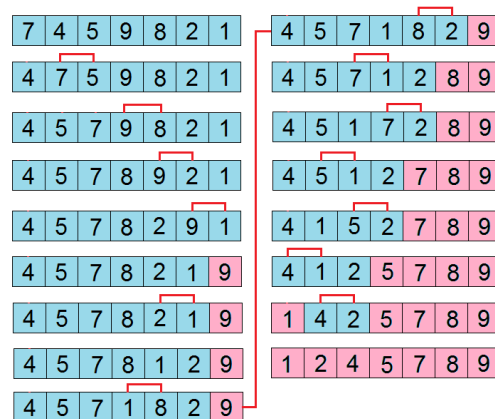 7 4 5 9 8 2 1
4 7 5 9 8 2 1
4 5 7 9 8 2 1
4 5 7 8 9 2 1
4 5 7 8 2 9 1
4 5 7 8 2 1 9
4 5 7 8 2 1 9
4 5 7 8 1 2 9
4 5 7 1 8 2 9
4 5 7 1 8 2 9
4 5 7 1 2 8 9
4 5 1 7 2 8 9
4 5 1 2 7 8 9
4 1 5 2 7 8 9
4 1 2 5 7 8 9
1 4 2 5 7 8 9
1 2 4 5 7 8 9